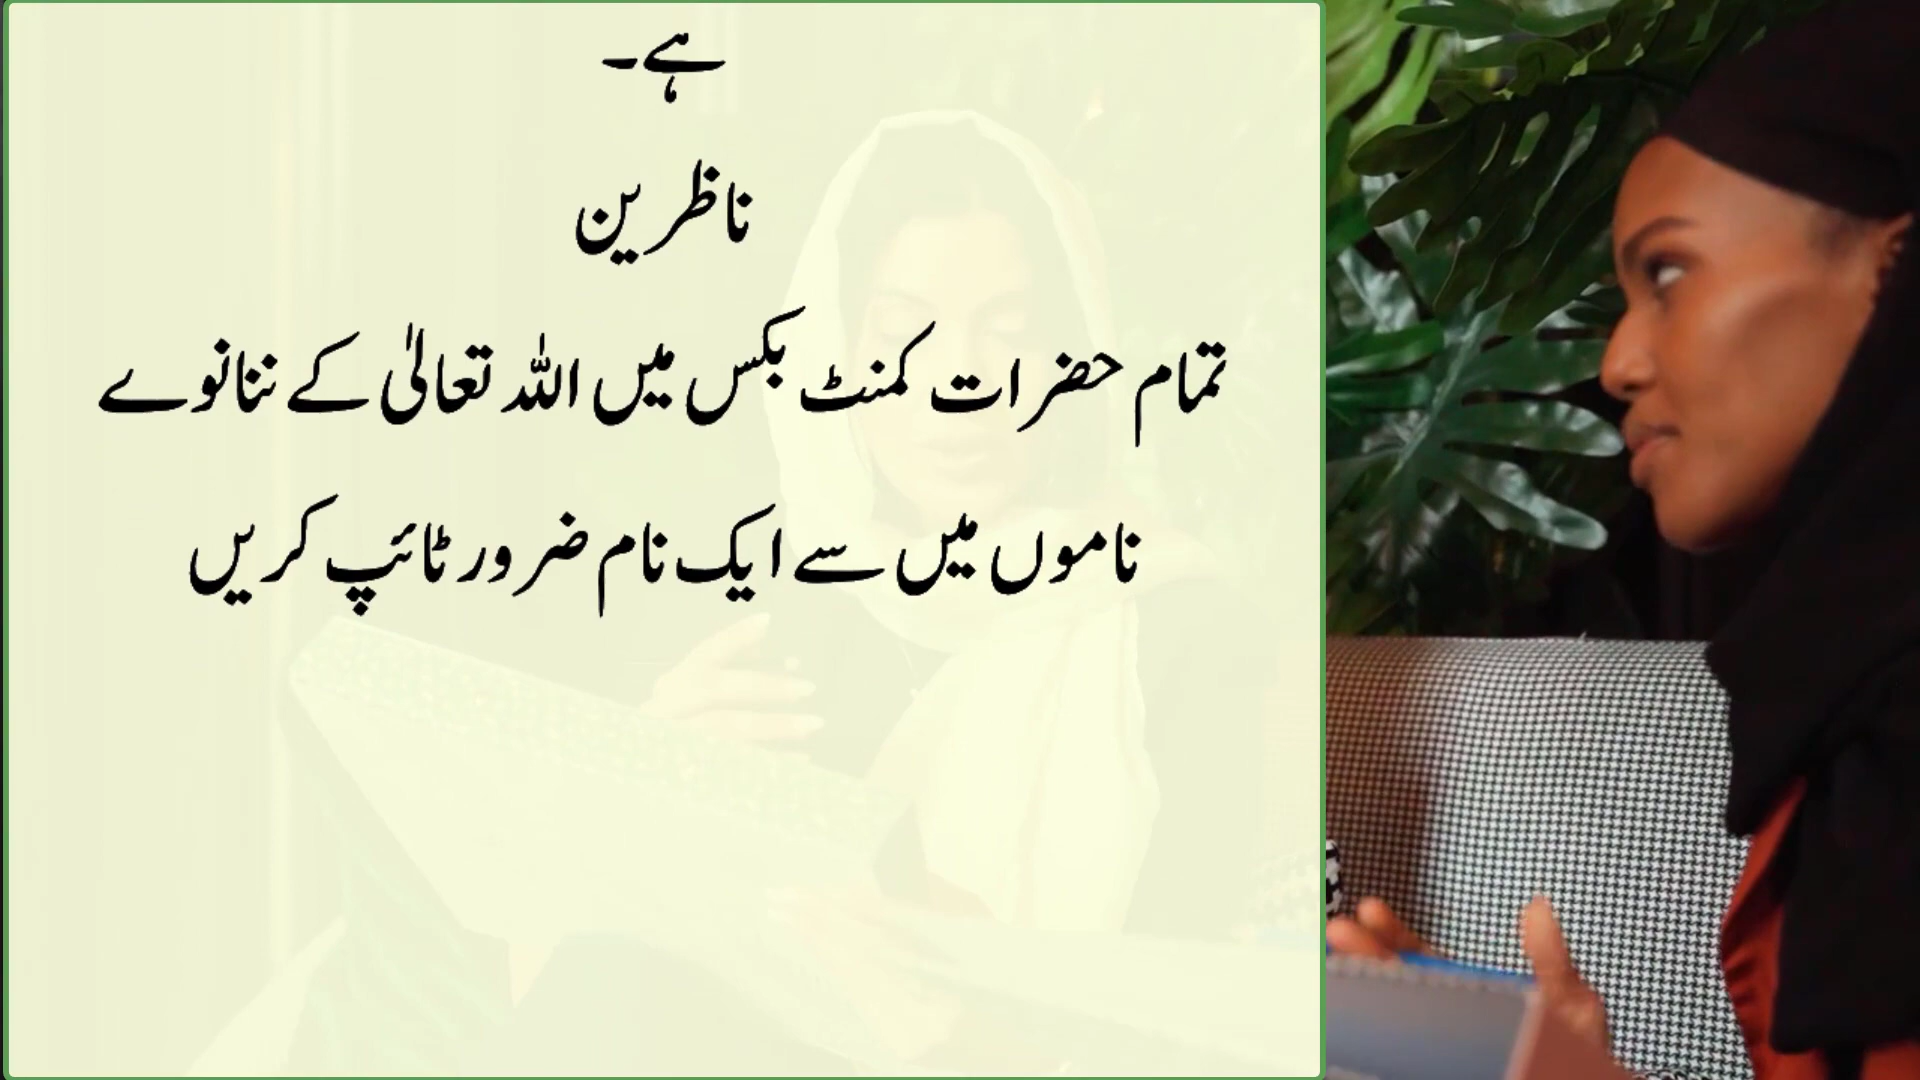 ہے۔
ناظرین
تمام حضرات کمنٹ بکس میں اللہ تعالیٰ کے ننانوے
ناموں میں سے ایک نام ضرور ٹائپ کریں